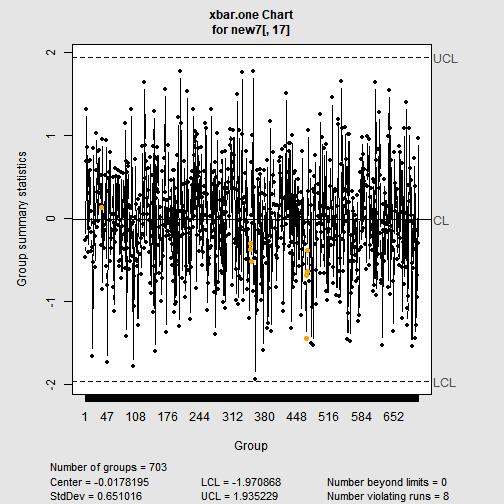 xbar.one Chart
for new7[, 17]
Group summary statistics
2
1
0
-1
-2
UCL
CL
LCL
1 47 108 176 244 312 380 448 516 584 652
Group
Number of groups = 703
Center = -0.0178195 LCL = -1.970868 Number beyond limits = 0
StdDev = 0.651016 UCL = 1.935229 Number violating runs = 8